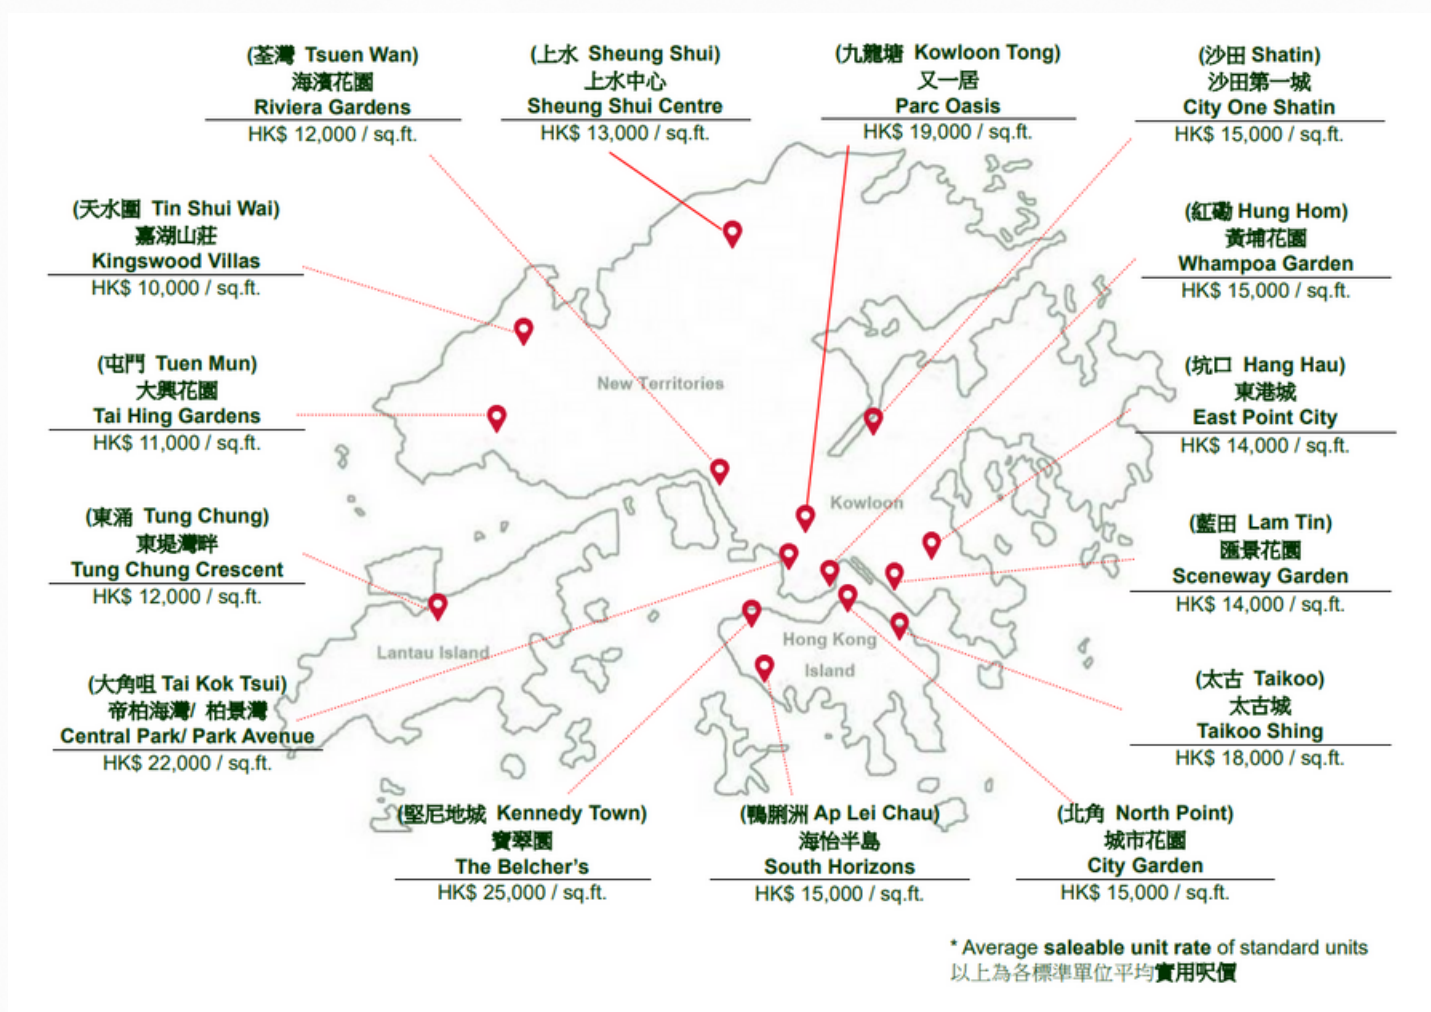 (荃灣 Tsuen Wan)
海濱花園
Riviera Gardens
HK$ 12,000 / sq.ft.
(上水 Sheung Shui)
上水中心
Sheung Shui Centre
HK$ 13,000 / sq.ft.
(九龍塘 Kowloon Tong)
又一居
Parc Oasis
HK$ 19,000 / sq.ft.
(沙田 Shatin)
沙田第一城
City One Shatin
HK$ 15,000 / sq.ft.
(天水圍 Tin Shui Wai)
嘉湖山莊
Kingswood Villas
HK$ 10,000 / sq.ft.
(紅磡 Hung Hom)
黃埔花園
Whampoa Garden
HK$ 15,000 / sq.ft.
(屯門 Tuen Mun)
大興花園
Tai Hing Gardens
HK$ 11,000 / sq.ft.
New Territories
(坑口 Hang Hau)
東港城
East Point City
HK$ 14,000 / sq.ft.
Kowloon
(東涌 Tung Chung)
東堤灣畔
Tung Chung Crescent
HK$ 12,000 / sq.ft.
(藍田 Lam Tin)
匯景花園
Sceneway Garden
HK$ 14,000 / sq.ft.
Lantau Island
Hong Kong
Island
(大角咀 Tai Kok Tsui)
帝柏海灣/ 柏景灣
Central Park/ Park Avenue
HK$ 22,000 / sq.ft.
(太古 Taikoo)
太古城
Taikoo Shing
HK$ 18,000 / sq.ft.
(堅尼地城 Kennedy Town)
寶翠園
The Belcher’s
HK$ 25,000 / sq.ft.
(鴨脷洲 Ap Lei Chau)
海怡半島
South Horizons
HK$ 15,000 / sq.ft.
(北角 North Point)
城市花園
City Garden
HK$ 15,000 / sq.ft.
* Average saleable unit rate of standard units
以上為各標準單位平均實用呎價